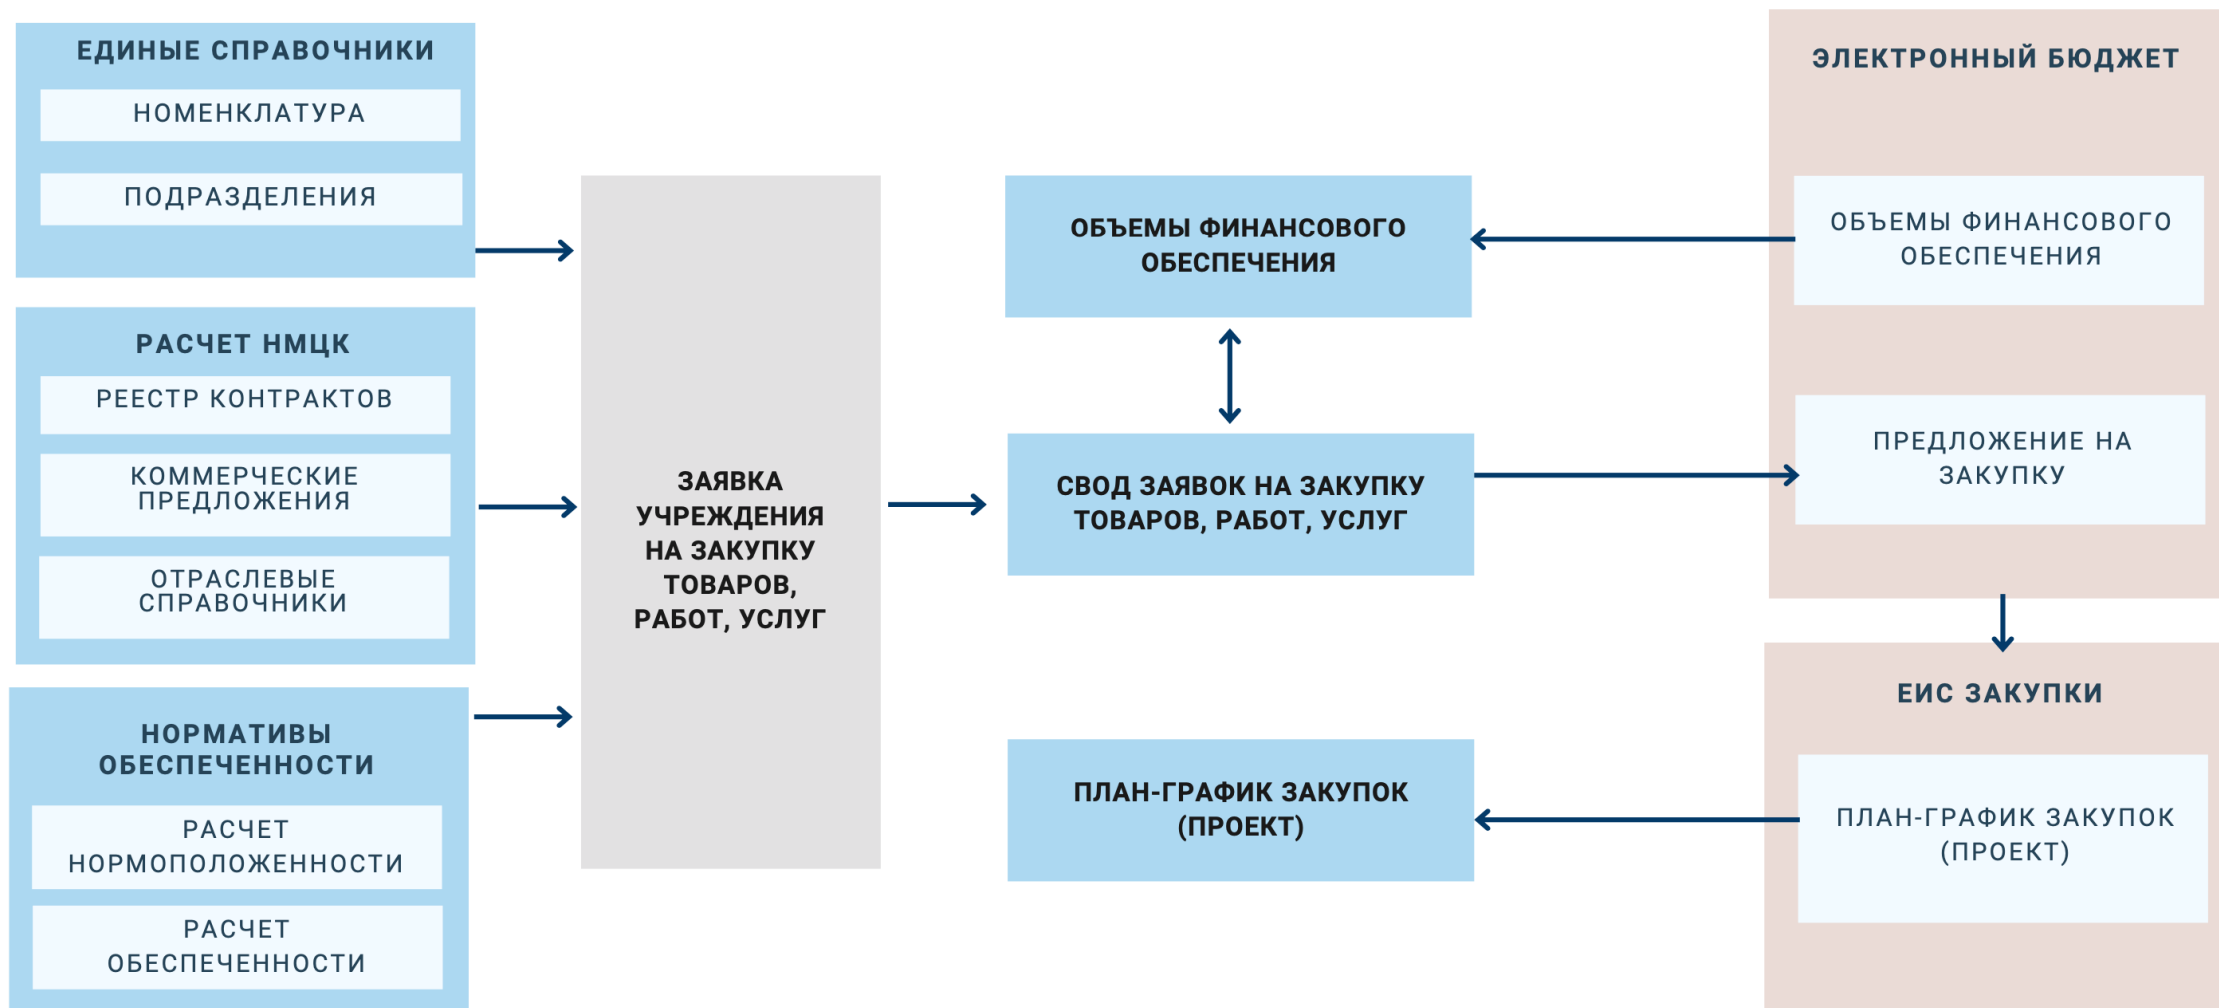 ЕДИНЫЕ СПРАВОЧНИКИ
НОМЕНКЛАТУРА
ПОДРАЗДЕЛЕНИЯ
РАСЧЕТ НМЦК
РЕЕСТР КОНТРАКТОВ
КОММЕРЧЕСКИЕ
ПРЕДЛОЖЕНИЯ
ОТРАСЛЕВЫЕ
СПРАВОЧНИКИ
НОРМАТИВЫ
ОБЕСПЕЧЕННОСТИ
РАСЧЕТ
НОРМОПОЛОЖЕННОСТИ
РАСЧЕТ
ОБЕСПЕЧЕННОСТИ
ЗАЯВКА
УЧРЕЖДЕНИЯ
НА ЗАКУПКУ
ТОВАРОВ,
РАБОТ, УСЛУГ
ОБЪЕМЫ ФИНАНСОВОГО
ОБЕСПЕЧЕНИЯ
СВОД ЗАЯВОК НА ЗАКУПКУ
ТОВАРОВ, РАБОТ, УСЛУГ
ПЛАН-ГРАФИК ЗАКУПОК
(ПРОЕКТ)
ЭЛЕКТРОННЫЙ БЮДЖЕТ
ОБЪЕМЫ ФИНАНСОВОГО
ОБЕСПЕЧЕНИЯ
ПРЕДЛОЖЕНИЕ НА
ЗАКУПКУ
ЕИС ЗАКУПКИ
ПЛАН-ГРАФИК ЗАКУПОК
(ПРОЕКТ)